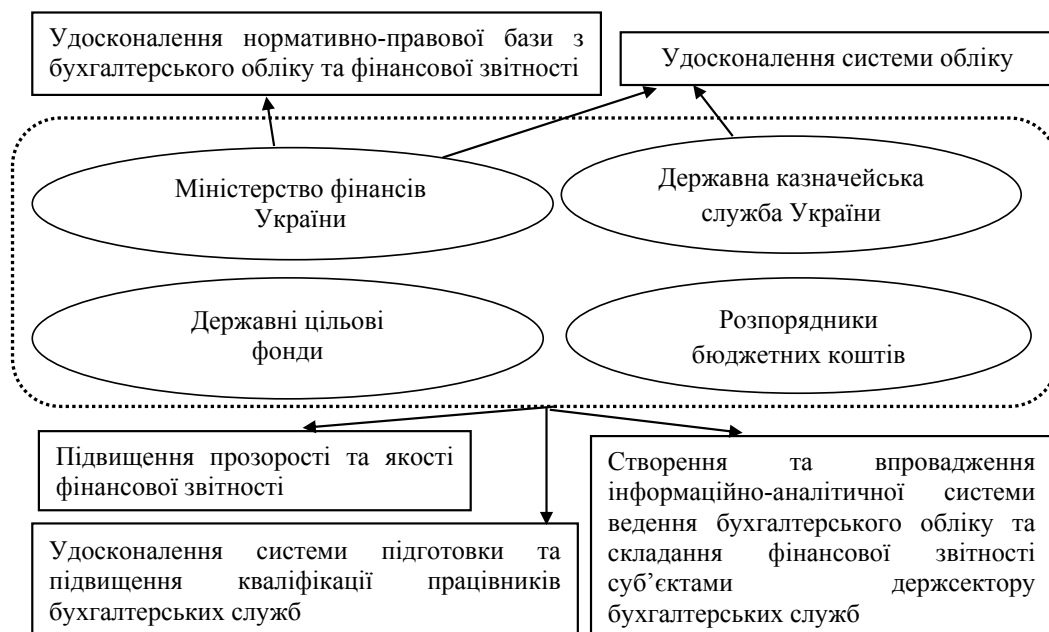 Удосконалення нормативно-правової бази з
бухгалтерського обліку та фінансової звітності
Удосконалення системи обліку
Міністерство фінансів
України
Державна казначейська
служба України
Державні цільові
фонди
Розпорядники
бюджетних коштів
Підвищення прозорості та якості
фінансової звітності
Створення та впровадження
інформаційно-аналітичної системи
ведення бухгалтерського обліку та
складання фінансової звітності
суб’єктами держсектору
бухгалтерських служб
Удосконалення системи підготовки та
підвищення кваліфікації працівників
бухгалтерських служб